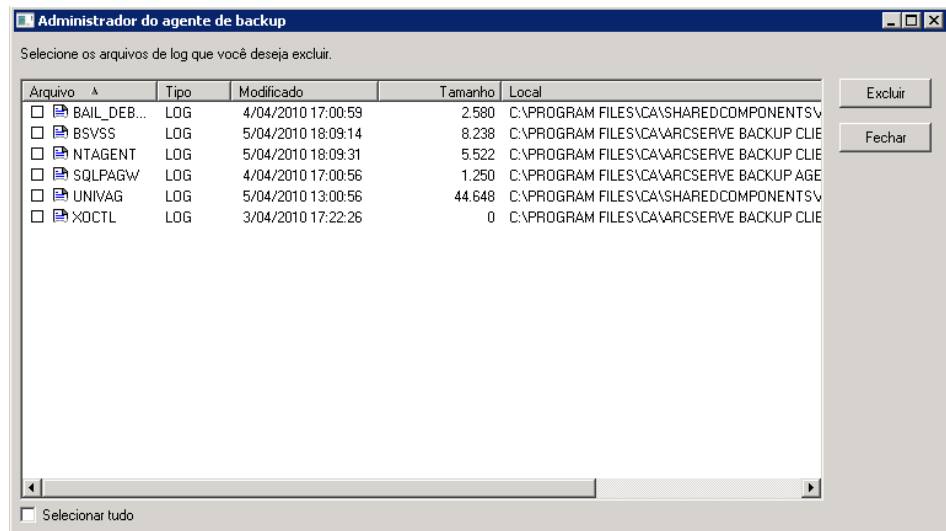 Administrador do agente de backup
Selecione os arquivos de log que você deseja excluir.
Arquivo Tipo Modificado Tamanho Local
BAIL_DEB... LOG 4/04/2010 17:00:59 2.580 C:\PROGRAM FILES\CA\SHAREDCOMPONENTS\
BSVSS LOG 5/04/2010 18:09:14 8.238 C:\PROGRAM FILES\CA\ARCSERVE BACKUP CLIE
NTAGENT LOG 5/04/2010 18:09:31 5.522 C:\PROGRAM FILES\CA\ARCSERVE BACKUP CLIE
SQLPAGW LOG 4/04/2010 17:00:56 1.250 C:\PROGRAM FILES\CA\ARCSERVE BACKUP AGE
UNIVAG LOG 5/04/2010 13:00:56 44.648 C:\PROGRAM FILES\CA\SHAREDCOMPONENTS\
XOCTL LOG 3/04/2010 17:22:26 0 C:\PROGRAM FILES\CA\ARCSERVE BACKUP CLIE
Excluir
Fechar
Selecionar tudo